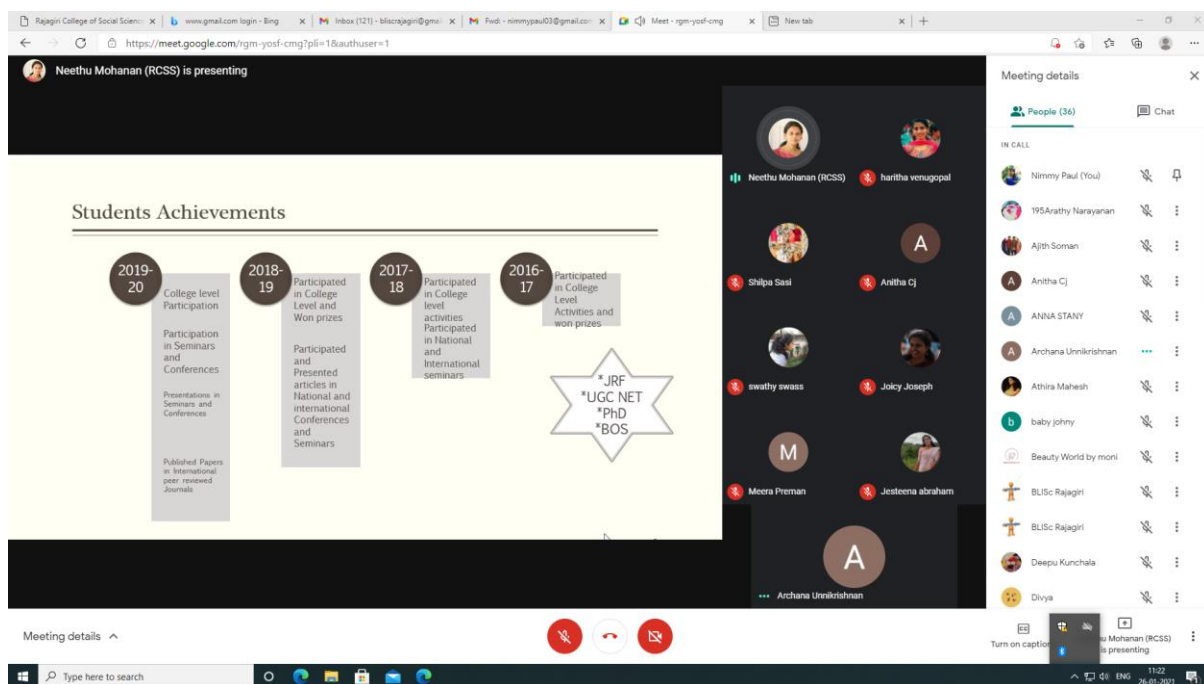 Rajagiri College of Social Scienc
www.gmail.com login - Bing
Inbox (121) - bliscrajagiri@gmai
Fwd: - nimmypaul03@gmail.com
Meet - rgm-yosf-cmg
New tab
https://meet.google.com/rgm-yosf-cmg?pli=1&authuser=1
Neethu Mohanan (RCSS) is presenting
Students Achievements
2019-
20
College level
Participation
Participation
in Seminars
and
Conferences
Presentations in
Seminars and
Conferences
Published Papers
in International
peer reviewed
Journals
2018-
19
Participated
in College
Level and
Won prizes
Participated
and
Presented
articles in
National and
international
Conferences
and
Seminars
2017-
18
Participated
in College
level
activities
Participated
in National
and
International
seminars
2016-
17
Participated
in College
Level
Activities and
won prizes
*JRF
*UGC NET
*PhD
*BOS
Neethu Mohanan (RCSS)
haritha venugopal
A
Shilpa Sasi
Anitha Cj
swathy swass
Joicy Joseph
M
Meera Preman
Jesteena abraham
A
Archana Unnikrishnan
Meeting details
People (36)
Chat
IN CALL
Nimmy Paul (You)
195Arathy Narayanan
Ajith Soman
A
Anitha Cj
A
ANNA STANY
A
Archana Unnikrishnan
Athira Mahesh
b
baby johny
Beauty World by moni
BLISc Rajagiri
BLISc Rajagiri
Deepu Kunchala
Divya
Meeting details
Turn on captio
u Mohanan (RCSS)
is presenting
Type here to search
ENG
11:22
26-01-2021